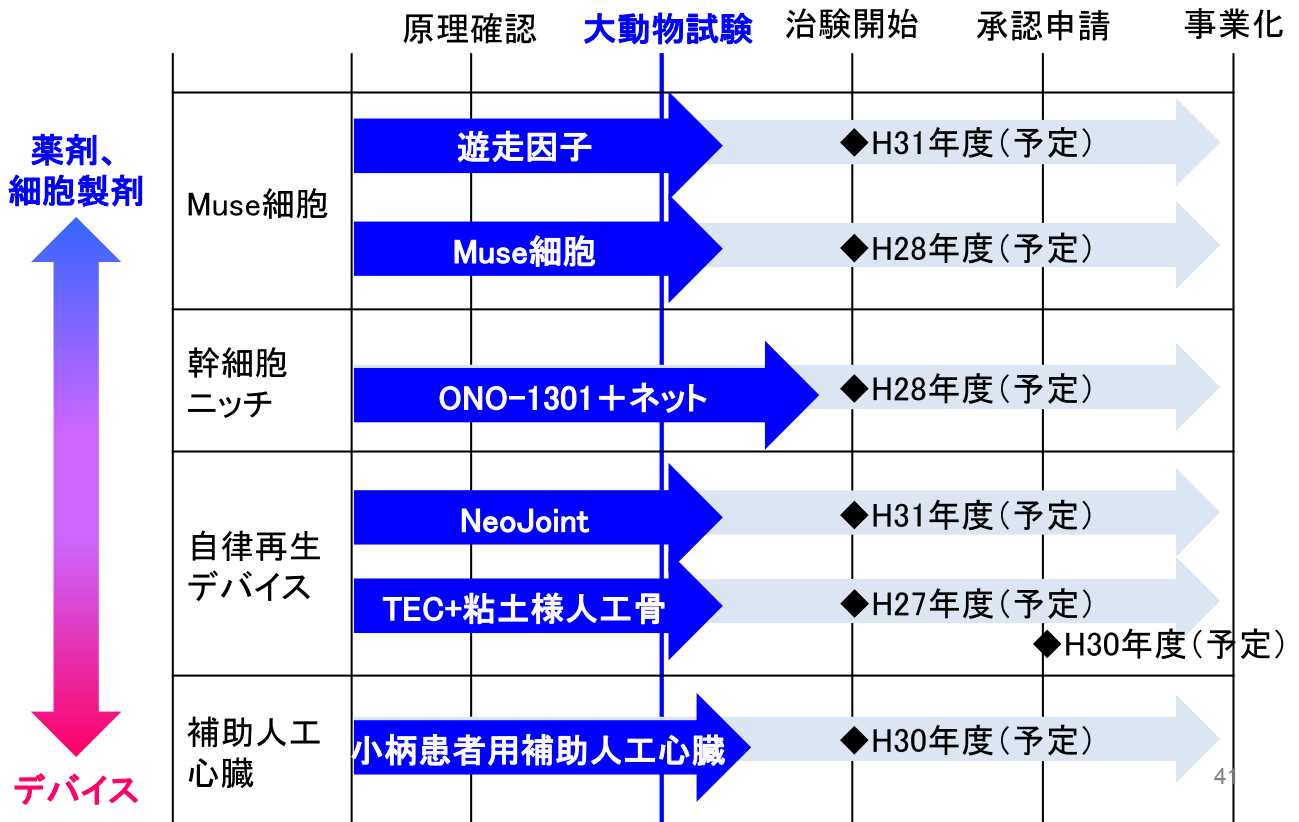 原理確認 大動物試験 治験開始 承認申請 事業化
薬剤、
細胞製剤
Muse細胞
遊走因子
◆H31年度(予定)
Muse細胞
◆H28年度(予定)
幹細胞
ニッチ
ONO-1301+ネット
◆H28年度(予定)
自律再生
デバイス
NeoJoint
◆H31年度(予定)
TEC+粘土様人工骨
◆H27年度(予定)
◆H30年度(予定)
補助人工
心臓
小柄患者用補助人工心臓
◆H30年度(予定)
デバイス
41